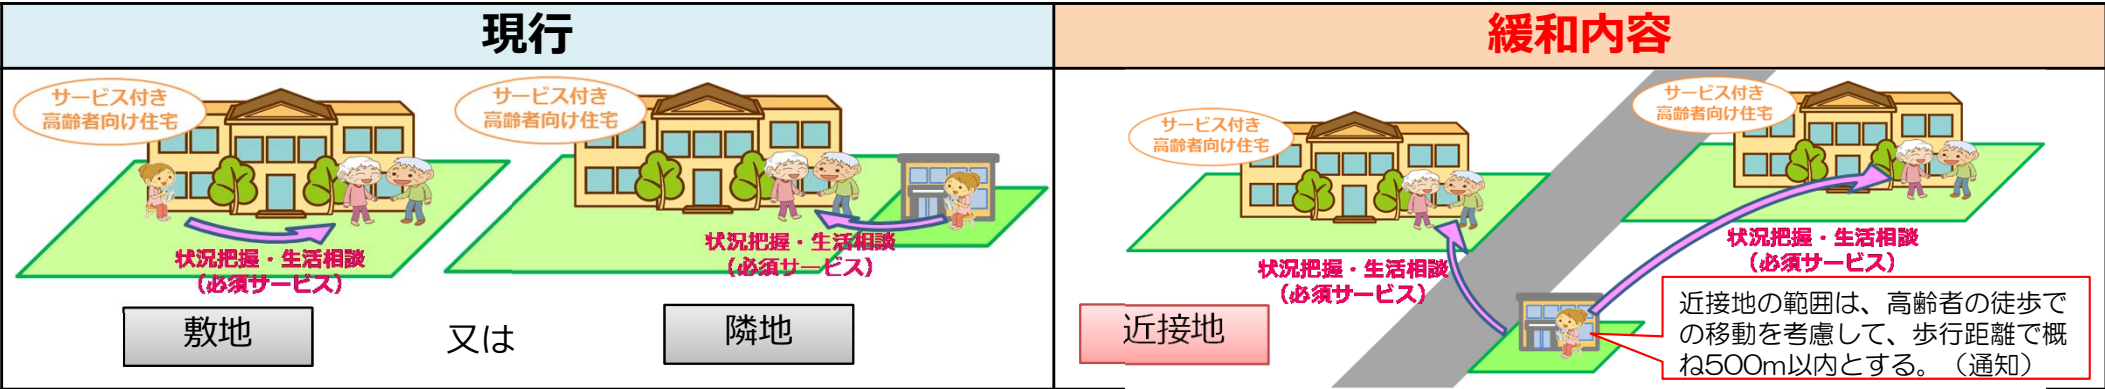 現行
サービス付き
高齢者向け住宅
状況把握・生活相談
(必須サービス)
敷地
又は
サービス付き
高齢者向け住宅
状況把握・生活相談
(必須サービス)
隣地
緩和内容
サービス付き
高齢者向け住宅
状況把握・生活相談
(必須サービス)
近接地
サービス付き
高齢者向け住宅
状況把握・生活相談
(必須サービス)
近接地の範囲は、高齢者の徒歩で
の移動を考慮して、歩行距離で概
ね500m以内とする。（通知）